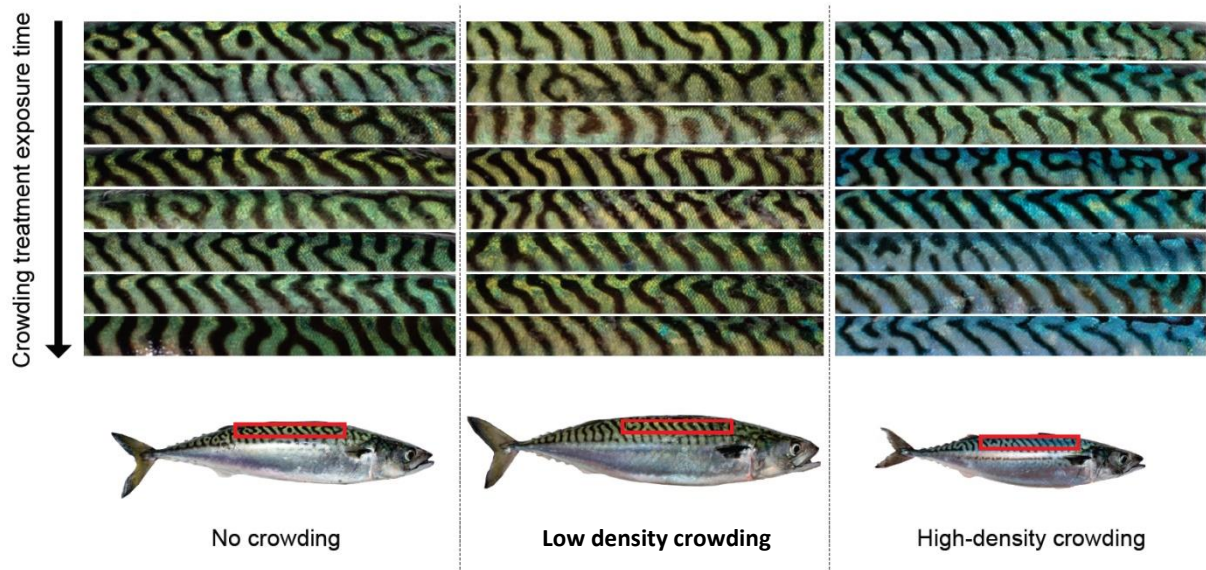 Crowding treatment exposure time
No crowding
Low density crowding
High-density crowding